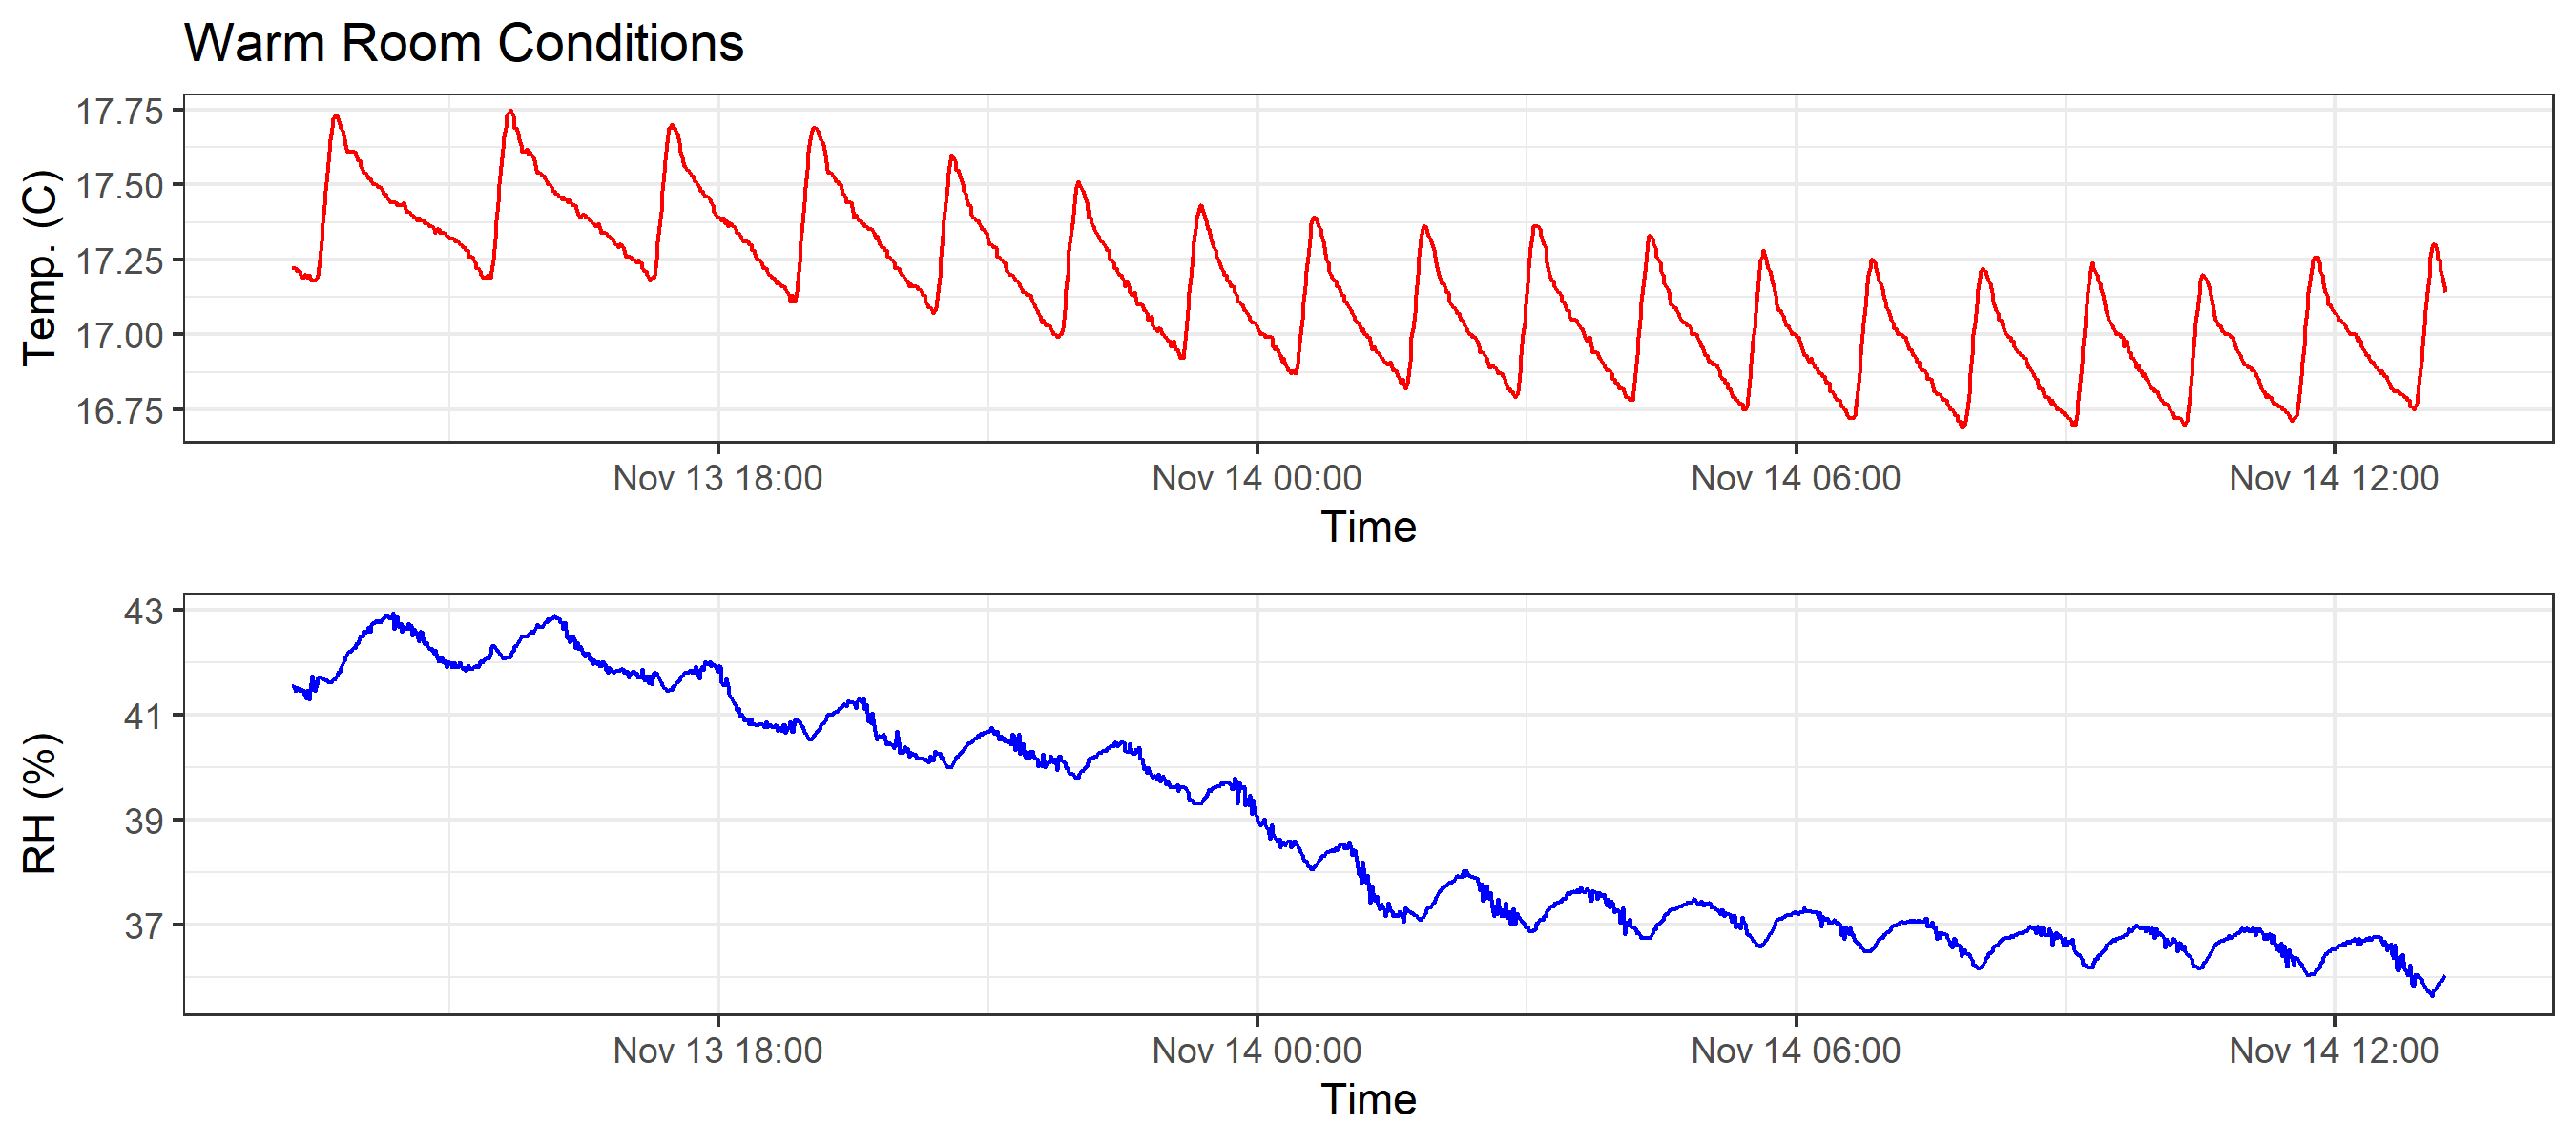 Warm Room Conditions
17.75
17.50
17.25
17.00
16.75
Temp. (C)
Nov 13 18:00 Nov 14 00:00 Nov 14 06:00 Nov 14 12:00
Time
43
41
39
37
RH (%)
Nov 13 18:00 Nov 14 00:00 Nov 14 06:00 Nov 14 12:00
Time